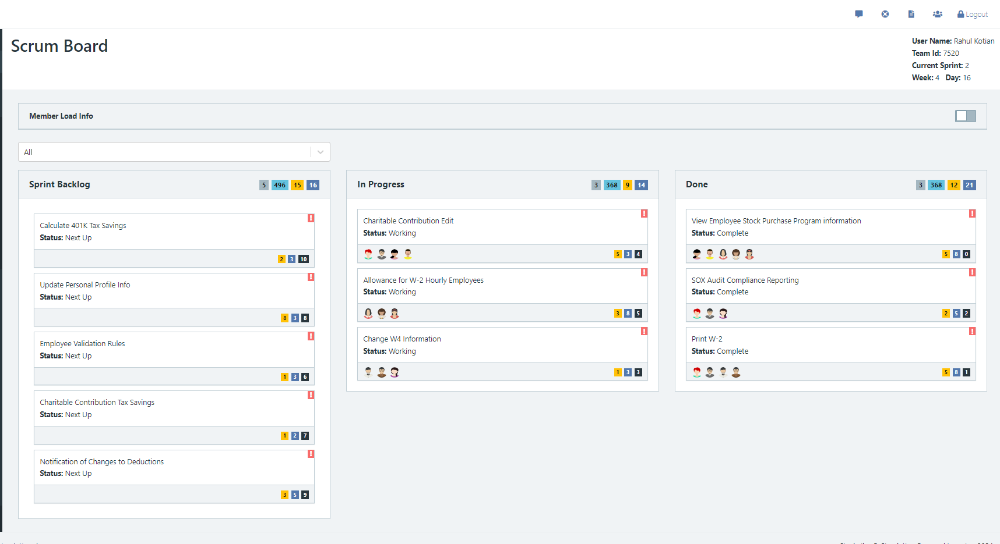 Logout
Scrum Board
User Name: Rahul Kotian
Team Id: 7520
Current Sprint: 2
Week: 4 Day: 16
Member Load Info
All
Sprint Backlog 5 496 15 16
Calculate 401K Tax Savings
Status: Next Up
2 3 10
Update Personal Profile Info
Status: Next Up
8 3 8
Employee Validation Rules
Status: Next Up
1 3 6
Charitable Contribution Tax Savings
Status: Next Up
1 2 7
Notification of Changes to Deductions
Status: Next Up
3 5 9
In Progress 3 368 9 14
Charitable Contribution Edit
Status: Working
5 3 4
Allowance for W-2 Hourly Employees
Status: Working
3 8 5
Change W4 Information
Status: Working
1 3 3
Done 3 368 12 21
View Employee Stock Purchase Program information
Status: Complete
5 8 0
SOX Audit Compliance Reporting
Status: Complete
2 5 2
Print W-2
Status: Complete
5 8 1